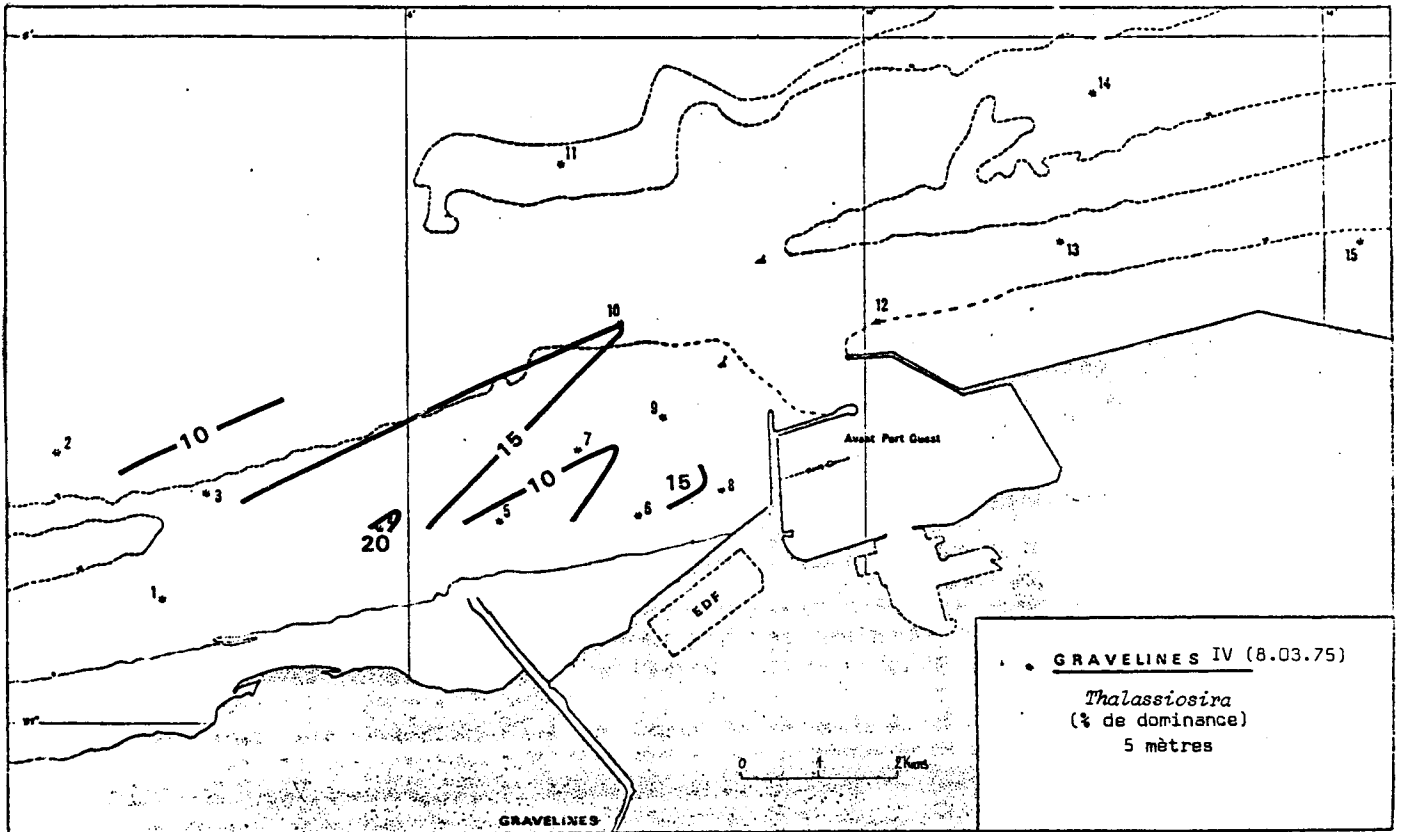 14
11
13
15
12
10
2
10
9
7
15
3
10
15
8
5
6
20
1
Avant Port Ouest
EDF
0 1 2Kms
GRAVELINES
GRAVELINES IV (8.03.75)
Thalassiosira
(% de dominance)
5 mètres